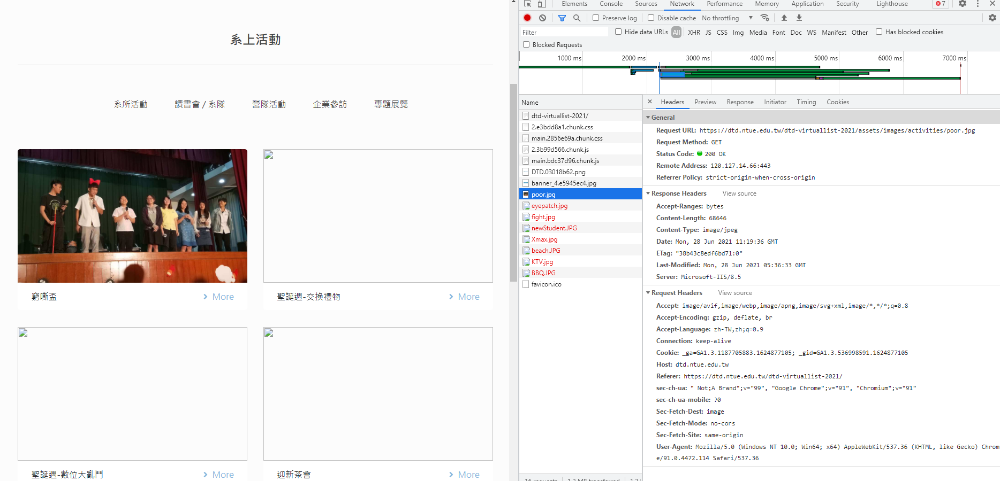 系上活動
系所活動 讀書會 / 系隊 營隊活動 企業參訪 專題展覽
窮嘶盃 More
聖誕週-交換禮物 More
聖誕週-數位大亂鬥 More
迎新茶會 More
Elements Console Sources Network Performance Memory Application Security Lighthouse 7
Preserve log Disable cache No throttling
Filter Hide data URLs All XHR JS CSS Img Media Font Doc WS Manifest Other Has blocked cookies
Blocked Requests
1000 ms 2000 ms 3000 ms 4000 ms 5000 ms 6000 ms 7000 ms
Name
dtd-virtuallist-2021/
2.e3bdd8a1.chunk.css
main.2856e69a.chunk.css
2.3b99d566.chunk.js
main.bdc37d96.chunk.js
DTD.03018b62.png
banner_4.e5945ec4.jpg
poor.jpg
eyepatch.jpg
fight.jpg
newStudent.JPG
Xmax.jpg
beach.JPG
KTV.jpg
BBQ.JPG
favicon.ico
16 requests 1.2 MB transferred
Headers Preview Response Initiator Timing Cookies
General
Request URL: https://dtd.ntue.edu.tw/dtd-virtuallist-2021/assets/images/activities/poor.jpg
Request Method: GET
Status Code: 200 OK
Remote Address: 120.127.14.66:443
Referrer Policy: strict-origin-when-cross-origin
Response Headers View source
Accept-Ranges: bytes
Content-Length: 68646
Content-Type: image/jpeg
Date: Mon, 28 Jun 2021 11:19:36 GMT
ETag: "38b43c8edf6bd71:0"
Last-Modified: Mon, 28 Jun 2021 05:36:33 GMT
Server: Microsoft-IIS/8.5
Request Headers View source
Accept: image/avif,image/webp,image/apng,image/svg+xml,image/*,*/*;q=0.8
Accept-Encoding: gzip, deflate, br
Accept-Language: zh-TW,zh;q=0.9
Connection: keep-alive
Cookie: _ga=GA1.3.1187705883.1624877105; _gid=GA1.3.536998591.1624877105
Host: dtd.ntue.edu.tw
Referer: https://dtd.ntue.edu.tw/dtd-virtuallist-2021/
sec-ch-ua: " Not;A Brand";v="99", "Google Chrome";v="91", "Chromium";v="91"
sec-ch-ua-mobile: ?0
Sec-Fetch-Dest: image
Sec-Fetch-Mode: no-cors
Sec-Fetch-Site: same-origin
User-Agent: Mozilla/5.0 (Windows NT 10.0; Win64; x64) AppleWebKit/537.36 (KHTML, like Gecko) Chrom
e/91.0.4472.114 Safari/537.36